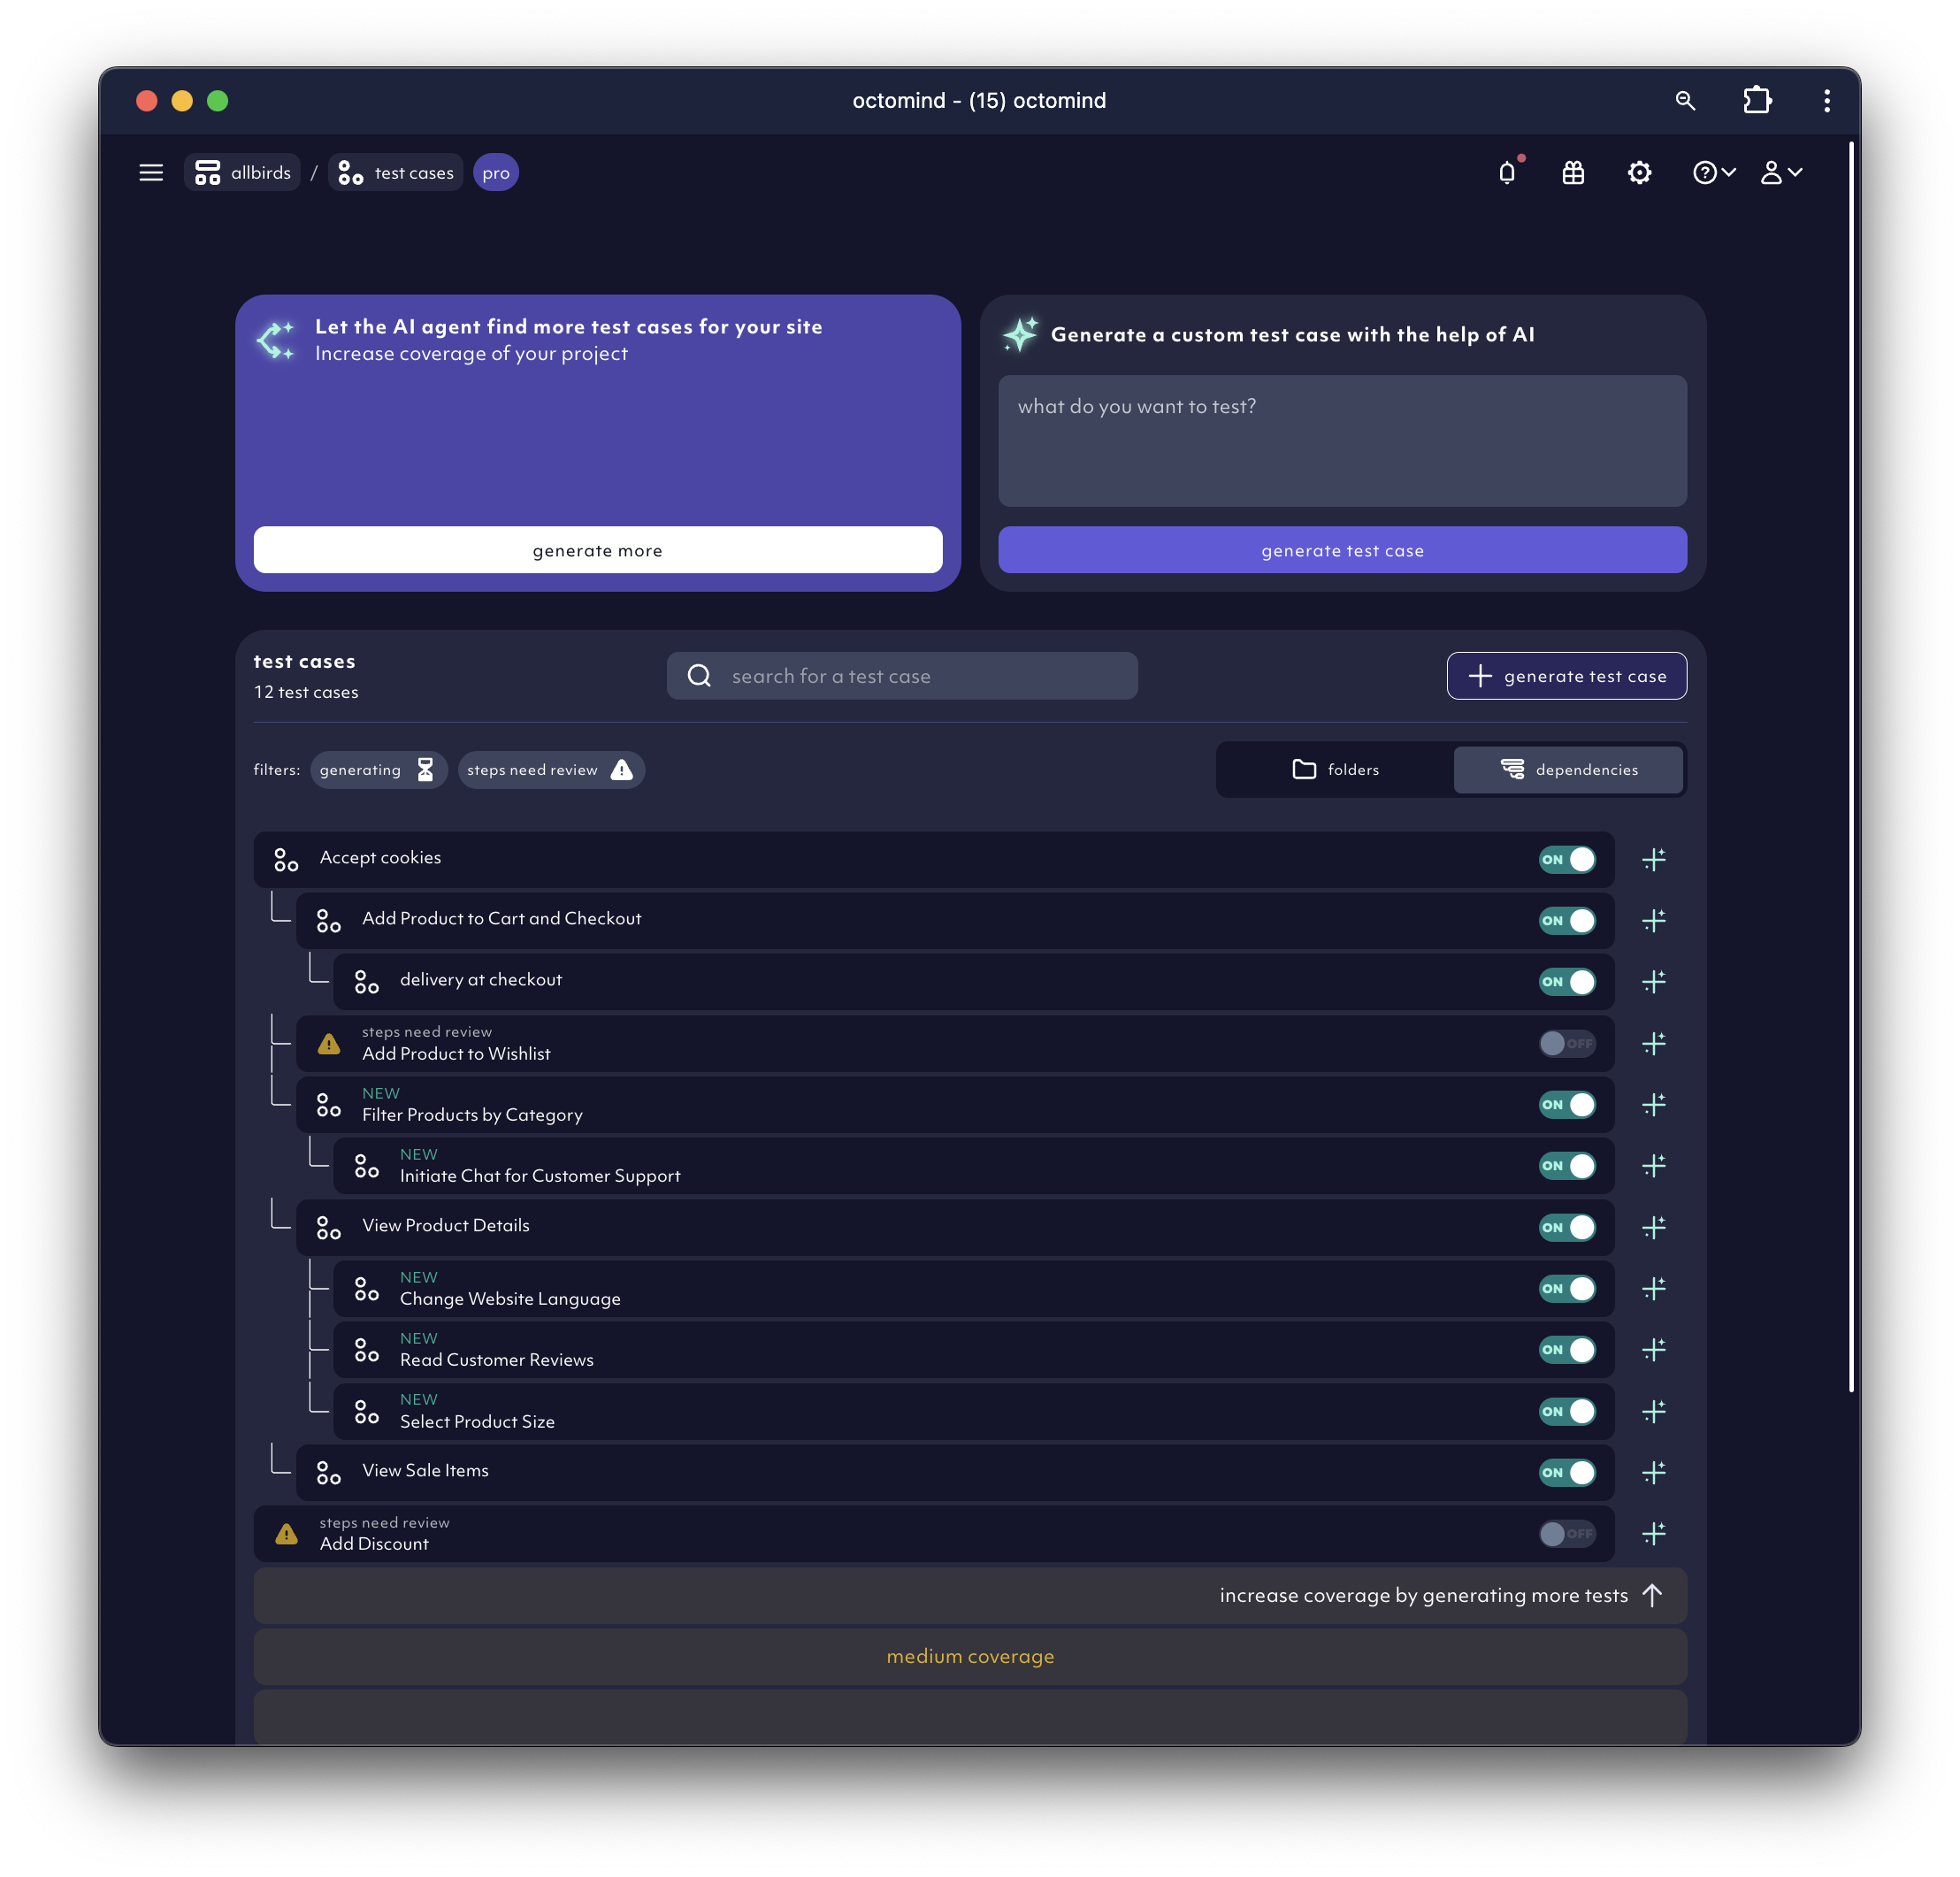 octomind - (15) octomind
allbirds / test cases pro
Let the AI agent find more test cases for your site
Increase coverage of your project
generate more
Generate a custom test case with the help of AI
what do you want to test?
generate test case
test cases
12 test cases
search for a test case
generate test case
filters: generating steps need review
folders dependencies
Accept cookies ON
Add Product to Cart and Checkout ON
delivery at checkout ON
steps need review
Add Product to Wishlist OFF
NEW
Filter Products by Category ON
NEW
Initiate Chat for Customer Support ON
View Product Details ON
NEW
Change Website Language ON
NEW
Read Customer Reviews ON
NEW
Select Product Size ON
View Sale Items ON
steps need review
Add Discount OFF
increase coverage by generating more tests
medium coverage